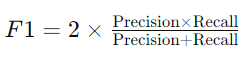 F1 = 2 × Precision×Recall / Precision+Recall